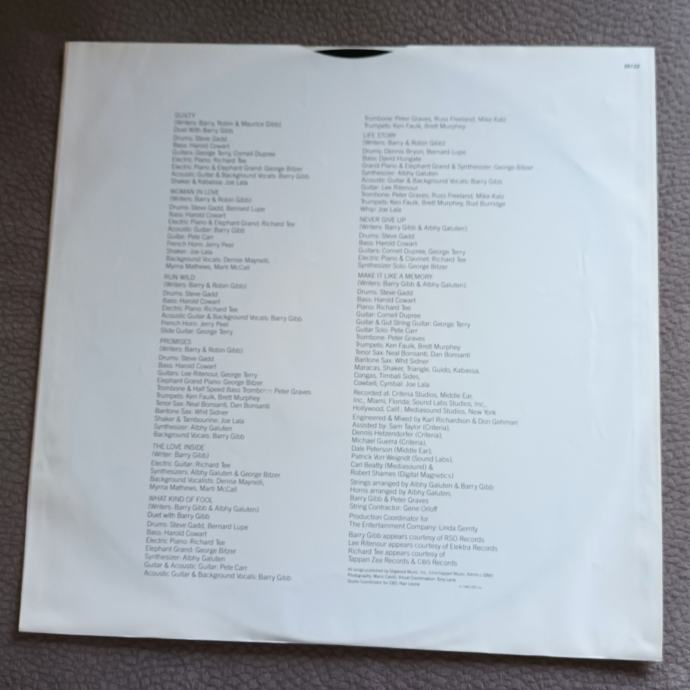 GUILTY
(Writers: Barry, Robin & Maurice Gibb)
Duet With Barry Gibb
Drums: Steve Gadd
Bass: Harold Cowart
Guitars: George Terry, Cornell Dupree
Electric Piano: Richard Tee
Electric Piano & Elephant Grand: George Bitzer
Acoustic Guitar & Background Vocals: Barry Gibb
Shaker & Kabassa: Joe Lala
WOMAN IN LOVE
(Writers: Barry & Robin Gibb)
Drums: Steve Gadd, Bernard Lupe
Bass: Harold Cowart
Electric Piano & Elephant Grand: Richard Tee
Acoustic Guitar: Barry Gibb
Guitar: Pete Carr
French Horn: Jerry Peel
Shaker: Joe Lala
Background Vocals: Denise Maynelli,
Myrna Mathews, Marti McCall
RUN WILD
(Writers: Barry & Robin Gibb)
Drums: Steve Gadd
Bass: Harold Cowart
Electric Piano: Richard Tee
Acoustic Guitar & Background Vocals: Barry Gibb
French Horn: Jerry Peel
Slide Guitar: George Terry
PROMISES
(Writers: Barry & Robin Gibb)
Drums: Steve Gadd
Bass: Harold Cowart
Guitars: Lee Ritenour, George Terry
Elephant Grand Piano: George Bitzer
Trombone & Half Speed Bass Trombone: Peter Graves
Trumpets: Ken Faulk, Brett Murphey
Tenor Sax: Neal Bonsanti, Dan Bonsanti
Baritone Sax: Whit Sidner
Shaker & Tambourine: Joe Lala
Synthesizer: Albhy Galuten
Background Vocals: Barry Gibb
THE LOVE INSIDE
(Writer: Barry Gibb)
Electric Guitar: Richard Tee
Synthesizers: Albhy Galuten & George Bitzer
Background Vocalists: Denise Maynelli,
Myrna Mathews, Marti McCall
WHAT KIND OF FOOL
(Writers: Barry Gibb & Albhy Galuten)
Duet with Barry Gibb
Drums: Steve Gadd, Bernard Lupe
Bass: Harold Cowart
Electric Piano: Richard Tee
Elephant Grand: George Bitzer
Synthesizer: Albhy Galuten
Guitar & Acoustic Guitar: Pete Carr
Acoustic Guitar & Background Vocals: Barry Gibb
Trombone: Peter Graves, Russ Freeland, Mike Katz
Trumpets: Ken Faulk, Brett Murphey
LIFE STORY
(Writers: Barry & Robin Gibb)
Drums: Dennis Bryon, Bernard Lupe
Bass: David Hungate
Grand Piano & Elephant Grand & Synthesizer: George Bitzer
Synthesizer: Albhy Galuten
Acoustic Guitar & Background Vocals: Barry Gibb
Guitar: Lee Ritenour
Trombone: Peter Graves, Russ Freeland, Mike Katz
Trumpets: Ken Faulk, Brett Murphey, Bud Burridge
Whip: Joe Lala
NEVER GIVE UP
(Writers: Barry Gibb & Albhy Galuten)
Drums: Steve Gadd
Bass: Harold Cowart
Guitars: Cornell Dupree, George Terry
Electric Piano & Clavinet: Richard Tee
Synthesizer Solo: George Bitzer
MAKE IT LIKE A MEMORY
(Writers: Barry Gibb & Albhy Galuten)
Drums: Steve Gadd
Bass: Harold Cowart
Piano: Richard Tee
Guitar: Cornell Dupree
Guitar & Gut String Guitar: George Terry
Guitar Solo: Pete Carr
Trombone: Peter Graves
Trumpets: Ken Faulk, Brett Murphey
Tenor Sax: Neal Bonsanti, Dan Bonsanti
Baritone Sax: Whit Sidner
Maracas, Shaker, Triangle, Guido, Kabassa,
Congas, Timbali Sides,
Cowbell, Cymbal: Joe Lala
Recorded at: Criteria Studios, Middle Ear,
Inc., Miami, Florida; Sound Labs Studios, Inc.,
Hollywood, Calif.; Mediasound Studios, New York
Engineered & Mixed by Karl Richardson & Don Gehman
Assisted by: Sam Taylor (Criteria),
Dennis Hetzendorfer (Criteria),
Michael Guerra (Criteria),
Dale Peterson (Middle Ear),
Patrick Von Wiegandt (Sound Labs),
Carl Beatty (Mediasound) &
Robert Shames (Digital Magnetics)
Strings arranged by Albhy Galuten & Barry Gibb
Horns arranged by Albhy Galuten,
Barry Gibb & Peter Graves
String Contractor: Gene Orloff
Production Coordinator for
The Entertainment Company: Linda Gerrity
Barry Gibb appears courtesy of RSO Records
Lee Ritenour appears courtesy of Elektra Records
Richard Tee appears courtesy of
Tappan Zee Records & CBS Records